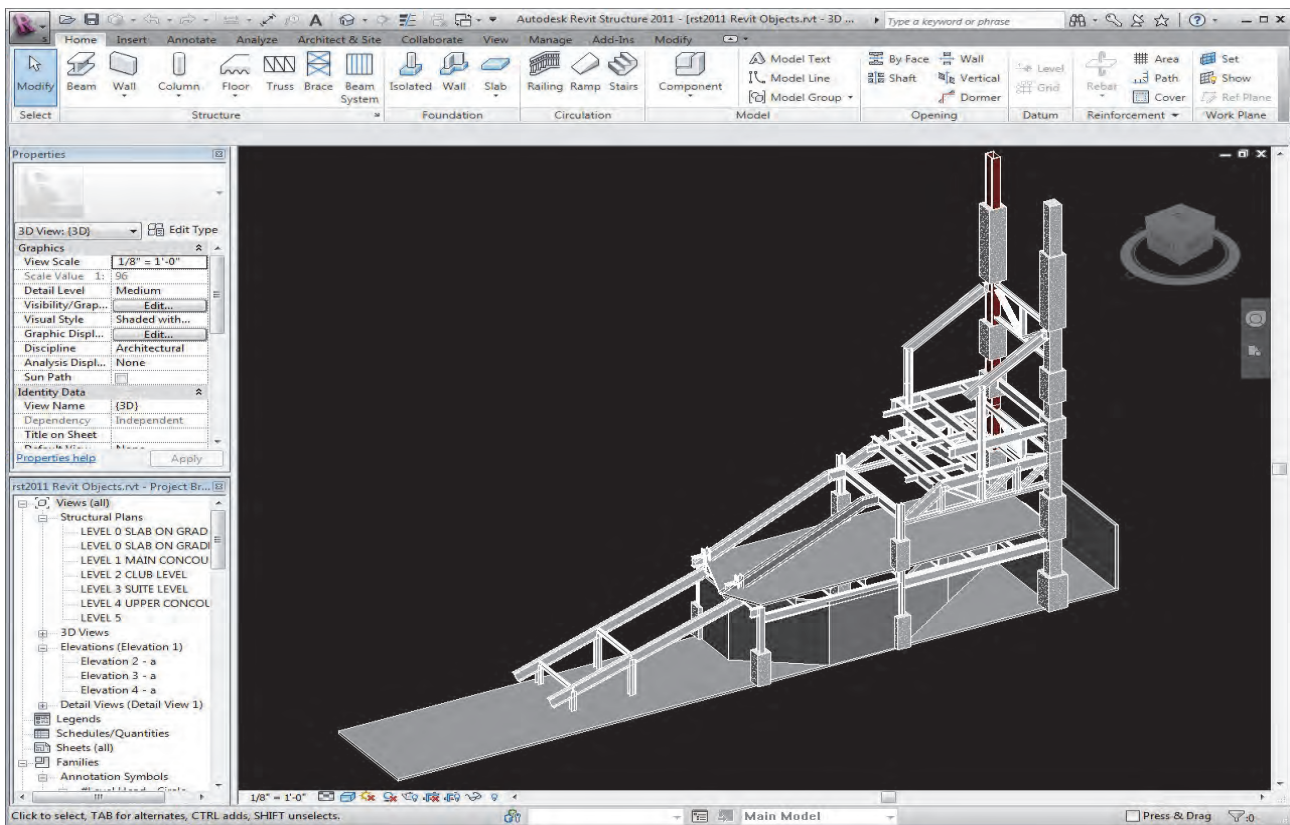 Autodesk Revit Structure 2011 - [rst2011 Revit Objects.rvt - 3D ...
Type a keyword or phrase
Home Insert Annotate Analyze Architect & Site Collaborate View Manage Add-Ins Modify
Modify
Beam
Wall
Column
Floor
Truss
Brace
Beam System
Isolated
Wall
Slab
Railing
Ramp
Stairs
Component
Model Text
Model Line
Model Group
By Face
Shaft
Wall
Vertical
Dormer
Level
Grid
Rebar
Area
Path
Cover
Set
Show
Ref Plane
Select
Structure
Foundation
Circulation
Model
Opening
Datum
Reinforcement
Work Plane
Properties
3D View: {3D}
Edit Type
Graphics
View Scale 1/8" = 1'-0"
Scale Value 1: 96
Detail Level Medium
Visibility/Grap... Edit...
Visual Style Shaded with...
Graphic Displ... Edit...
Discipline Architectural
Analysis Displ... None
Sun Path
Identity Data
View Name {3D}
Dependency Independent
Title on Sheet
Properties help
Apply
rst2011 Revit Objects.rvt - Project Br...
Views (all)
Structural Plans
LEVEL 0 SLAB ON GRAD
LEVEL 0 SLAB ON GRADI
LEVEL 1 MAIN CONCOU
LEVEL 2 CLUB LEVEL
LEVEL 3 SUITE LEVEL
LEVEL 4 UPPER CONCOL
LEVEL 5
3D Views
Elevations (Elevation 1)
Elevation 2 - a
Elevation 3 - a
Elevation 4 - a
Detail Views (Detail View 1)
Legends
Schedules/Quantities
Sheets (all)
Families
Annotation Symbols
1/8" = 1'-0"
Click to select, TAB for alternates, CTRL adds, SHIFT unselects.
Main Model
Press & Drag
:0